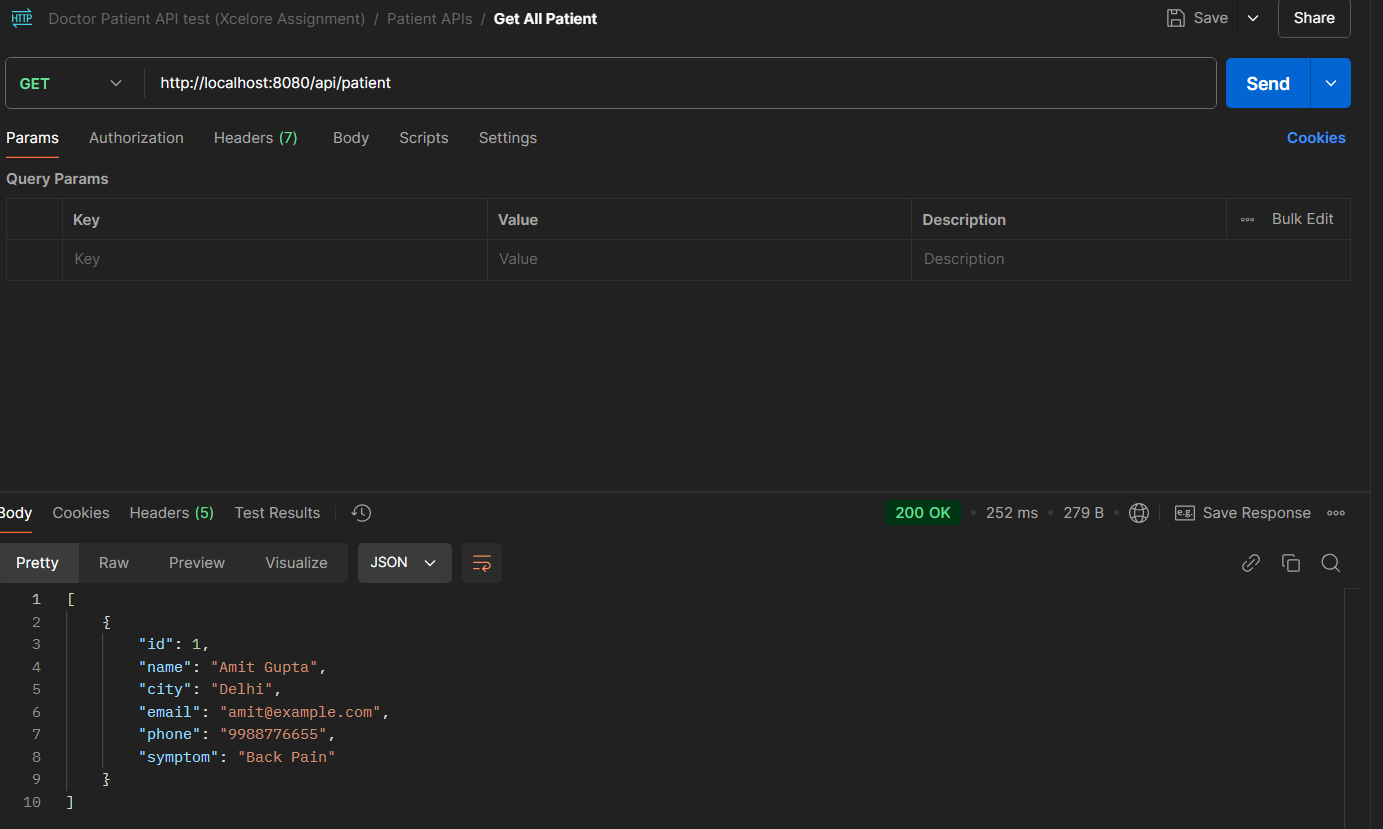 HTTP Doctor Patient API test (Xcelore Assignment) / Patient APIs / Get All Patient Save Share
GET http://localhost:8080/api/patient Send
Params Authorization Headers (7) Body Scripts Settings Cookies
Query Params
Key Value Description Bulk Edit
Key Value Description
Body Cookies Headers (5) Test Results 200 OK 252 ms 279 B e.g. Save Response
Pretty Raw Preview Visualize JSON
1 [
2 {
3 "id": 1,
4 "name": "Amit Gupta",
5 "city": "Delhi",
6 "email": "amit@example.com",
7 "phone": "9988776655",
8 "symptom": "Back Pain"
9 }
10 ]